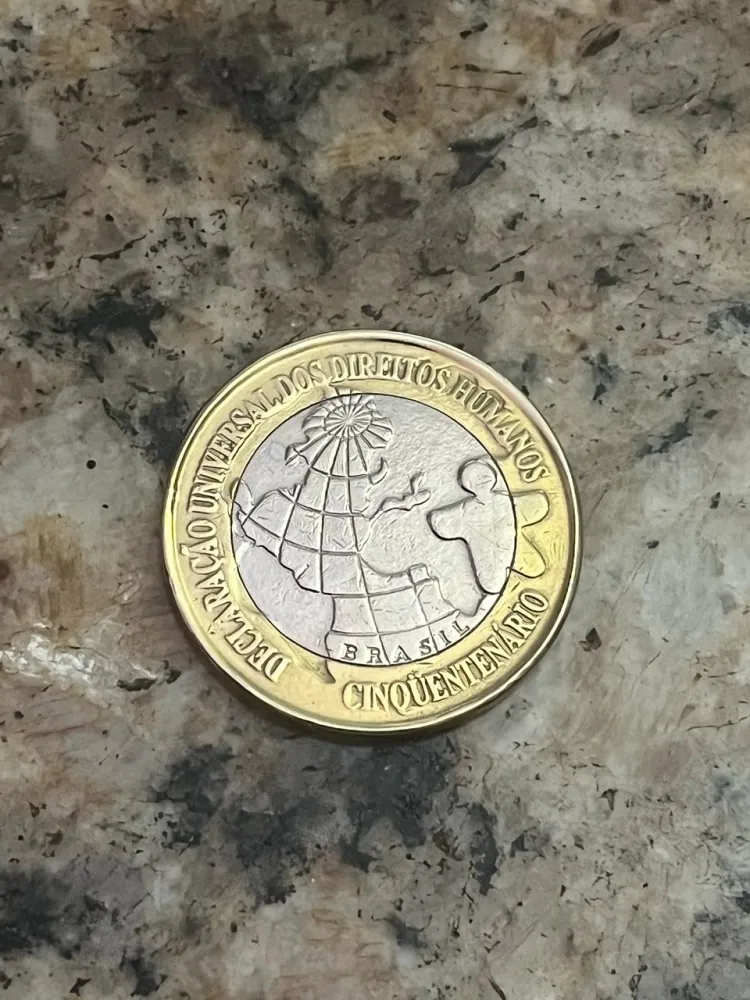 DECLARAÇÃO UNIVERSAL DOS DIREITOS HUMANOS
CINQÜENTENÁRIO
BRASIL